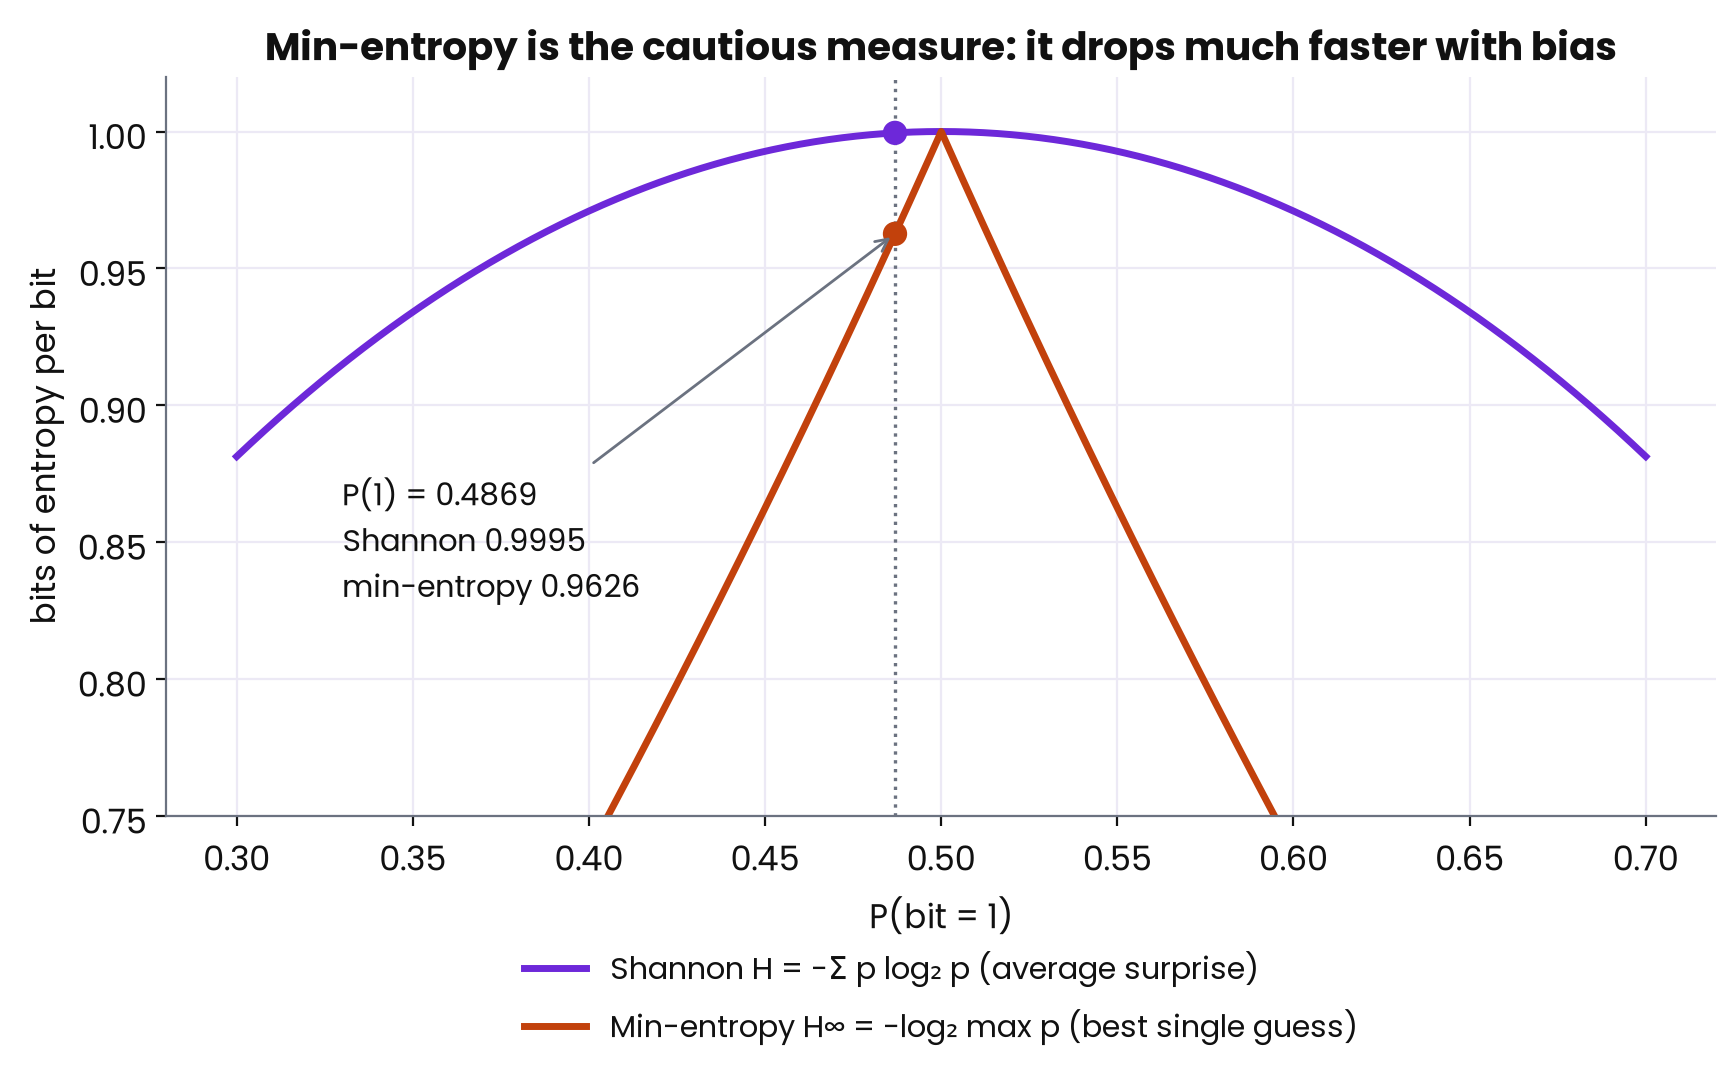 Min-entropy is the cautious measure: it drops much faster with bias
bits of entropy per bit
1.00
0.95
0.90
0.85
0.80
0.75
P(1) = 0.4869
Shannon 0.9995
min-entropy 0.9626
0.30 0.35 0.40 0.45 0.50 0.55 0.60 0.65 0.70
P(bit = 1)
Shannon H = -Σ p log₂ p (average surprise)
Min-entropy H∞ = -log₂ max p (best single guess)